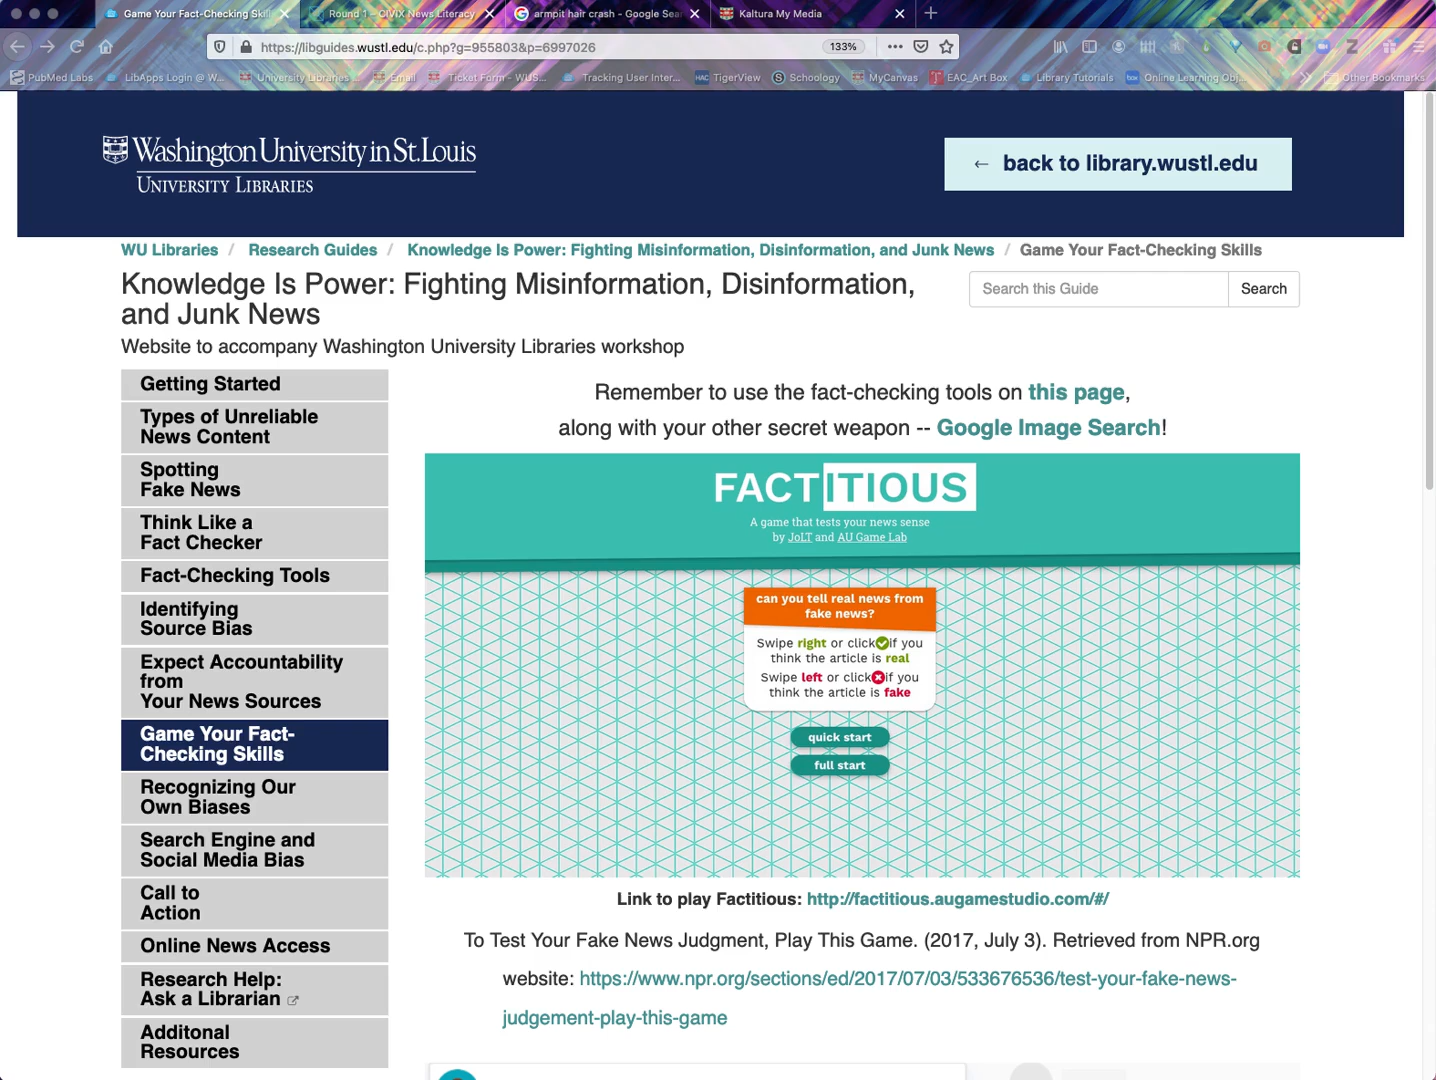 Game Your Fact-Checking Skil
Round 1 – CIVIX News Literacy
armpit hair crash - Google Sea
Kaltura My Media
https://libguides.wustl.edu/c.php?g=955803&p=6997026
133%
PubMed Labs
LibApps Login @ W...
University Libraries ...
Email
Ticket Form - WUS...
Tracking User Inter...
HAC TigerView
S Schoology
MyCanvas
EAC_Art Box
Library Tutorials
box Online Learning Obj...
Other Bookmarks
Washington University in St. Louis
University Libraries
← back to library.wustl.edu
WU Libraries / Research Guides / Knowledge Is Power: Fighting Misinformation, Disinformation, and Junk News / Game Your Fact-Checking Skills
Knowledge Is Power: Fighting Misinformation, Disinformation,
and Junk News
Search this Guide
Search
Website to accompany Washington University Libraries workshop
Getting Started
Types of Unreliable
News Content
Spotting
Fake News
Think Like a
Fact Checker
Fact-Checking Tools
Identifying
Source Bias
Expect Accountability
from
Your News Sources
Game Your Fact-
Checking Skills
Recognizing Our
Own Biases
Search Engine and
Social Media Bias
Call to
Action
Online News Access
Research Help:
Ask a Librarian
Additonal
Resources
Remember to use the fact-checking tools on this page,
along with your other secret weapon -- Google Image Search!
FACTITIOUS
A game that tests your news sense
by JoLT and AU Game Lab
can you tell real news from
fake news?
Swipe right or click if you
think the article is real
Swipe left or click if you
think the article is fake
quick start
full start
Link to play Factitious: http://factitious.augamestudio.com/#/
To Test Your Fake News Judgment, Play This Game. (2017, July 3). Retrieved from NPR.org
website: https://www.npr.org/sections/ed/2017/07/03/533676536/test-your-fake-news-
judgement-play-this-game